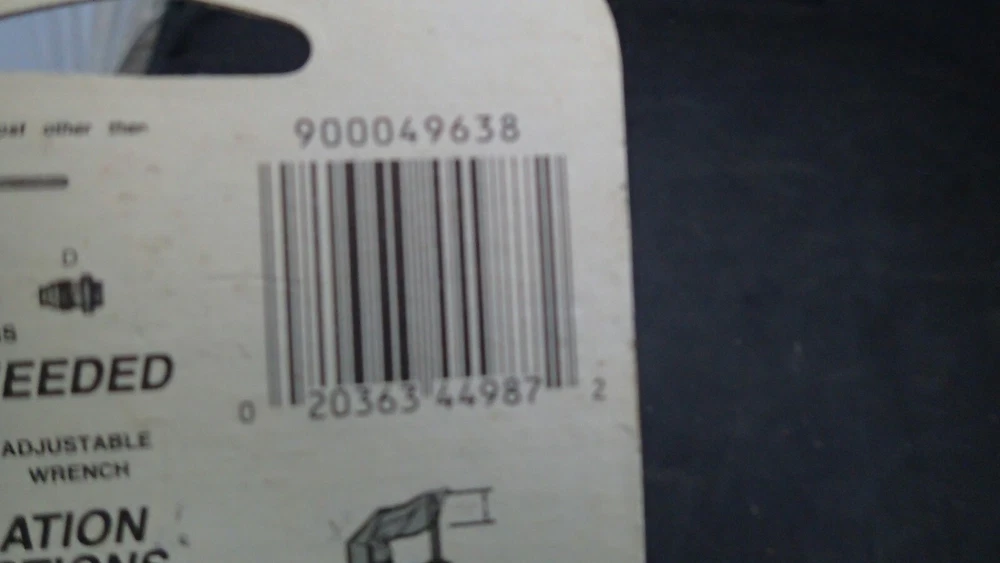 other than
900049638
D
EEDED
0 20363 44987 2
ADJUSTABLE
WRENCH
ATION